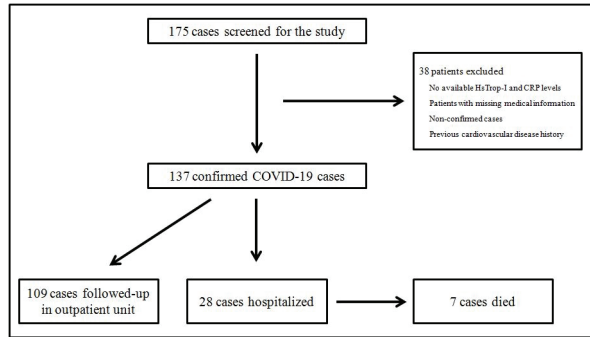 175 cases screened for the study
38 patients excluded
No available HsTrop-I and CRP levels
Patients with missing medical information
Non-confirmed cases
Previous cardiovascular disease history
137 confirmed COVID-19 cases
109 cases followed-up
in outpatient unit
28 cases hospitalized
7 cases died